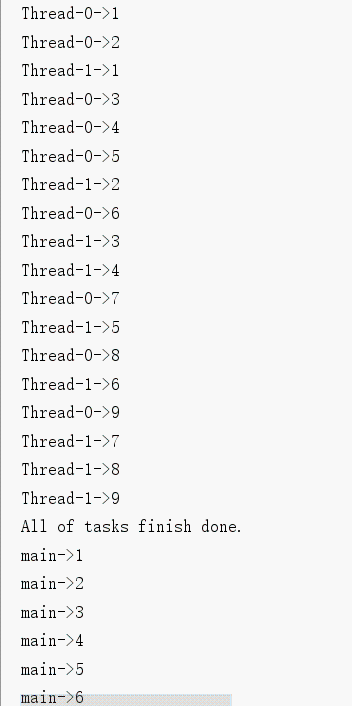 Thread-0->1
Thread-0->2
Thread-1->1
Thread-0->3
Thread-0->4
Thread-0->5
Thread-1->2
Thread-0->6
Thread-1->3
Thread-1->4
Thread-0->7
Thread-1->5
Thread-0->8
Thread-1->6
Thread-0->9
Thread-1->7
Thread-1->8
Thread-1->9
All of tasks finish done.
main->1
main->2
main->3
main->4
main->5
main->6